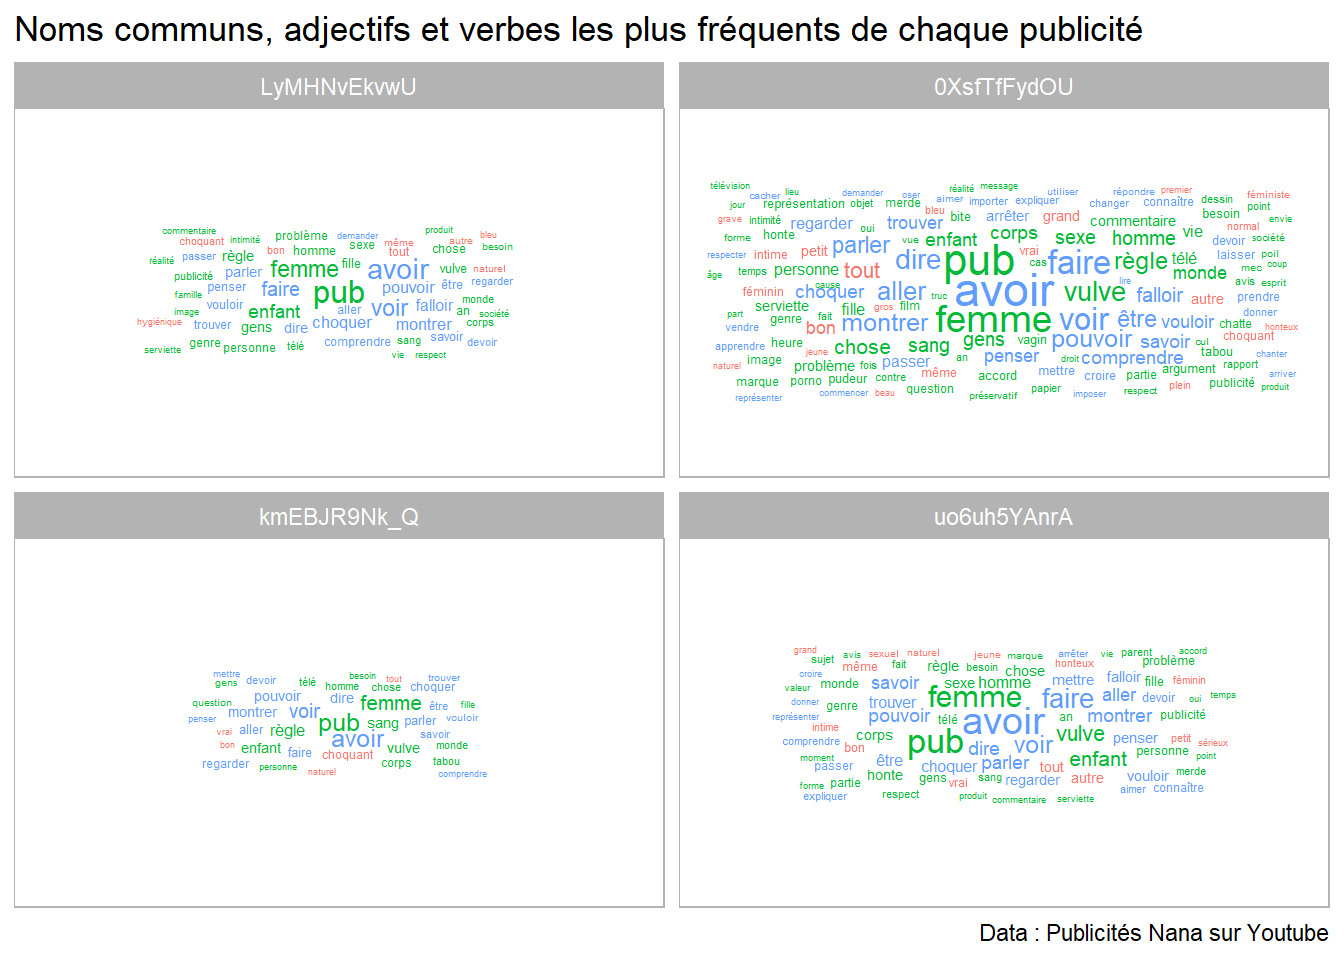 Noms communs, adjectifs et verbes les plus fréquents de chaque publicité
LyMHNvEkvwU
commentaire problème demander produit autre bleu
choquant intimité bon homme sexe même tout chose besoin
réalité passer règle femme fille avoir vulve naturel
publicité parler penser faire pub pouvoir être regarder
famille vouloir enfant aller voir falloir monde
image an société
hygiénique trouver gens dire choquer montrer corps
serviette genre personne télé comprendre sang savoir devoir
vie respect
0XsfTfFydOU
télévision cacher lieu demander oser réalité message utiliser répondre premier féministe
jour représentation objet merde aimer importer expliquer changer connaître dessin point
grave intimité regarder oui trouver bleu bite arrêter grand commentaire besoin envie
forme honte petit parler vue enfant corps sexe homme vie normal devoir société
respecter intime tout dire pub vrai cas faire règle télé laisser poil
âge temps personne cause monde mec coup
féminin choquer aller truc avoir vulve lire falloir autre avis esprit prendre
part serviette fait fille gros film femme voir être vouloir chatte donner
vendre genre bon montrer vagin pouvoir savoir cul choquant honteux
apprendre heure jeune chose sang gens tabou chanter
naturel image problème fois passer an penser droit comprendre argument rapport arriver
marque porno pudeur contre même accord mettre croire partie plein publicité produit
représenter commencer beau question préservatif papier imposer respect
kmEBJR9Nk_Q
mettre besoin tout trouver
gens devoir télé homme chose choquer
question pouvoir dire femme être fille
penser montrer voir pub sang parler vouloir
vrai aller règle avoir savoir
bon enfant faire choquant vulve monde
regarder personne naturel corps tabou comprendre
uo6uh5YAnrA
grand sujet avis sexuel naturel jeune marque arrêter vie parent accord
croire même fait règle besoin chose honteux problème
valeur monde savoir sexe homme mettre falloir fille féminin
donner genre trouver femme faire aller devoir oui temps
représenter intime pouvoir télé avoir an montrer publicité
comprendre corps bon pub dire voir vulve penser petit sérieux
moment passer être choquer parler tout enfant personne point
forme partie honte gens vrai sang regarder autre vouloir merde
expliquer respect produit commentaire serviette aimer connaître
Data : Publicités Nana sur Youtube